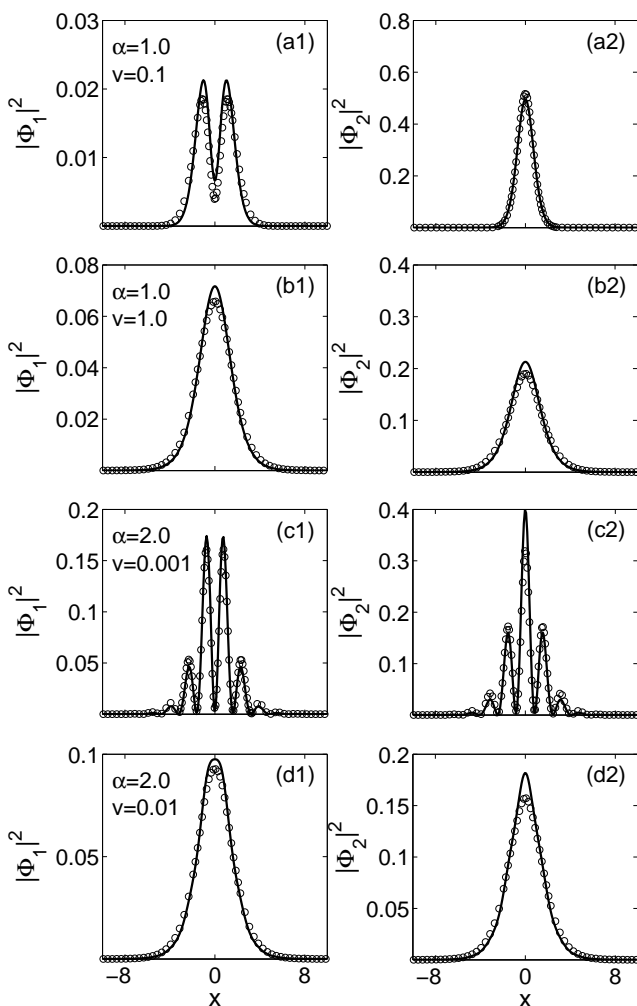 (a1)
α=1.0
v=0.1
0.03
0.02
0.01
|Φ₁|²
(a2)
0.8
0.6
0.4
0.2
|Φ₂|²
(b1)
α=1.0
v=1.0
0.08
0.06
0.04
0.02
|Φ₁|²
(b2)
0.4
0.3
0.2
0.1
|Φ₂|²
(c1)
α=2.0
v=0.001
0.2
0.15
0.1
0.05
|Φ₁|²
(c2)
0.4
0.3
0.2
0.1
|Φ₂|²
(d1)
α=2.0
v=0.01
0.1
0.05
|Φ₁|²
−8 0 8
x
(d2)
0.2
0.15
0.1
0.05
|Φ₂|²
−8 0 8
x